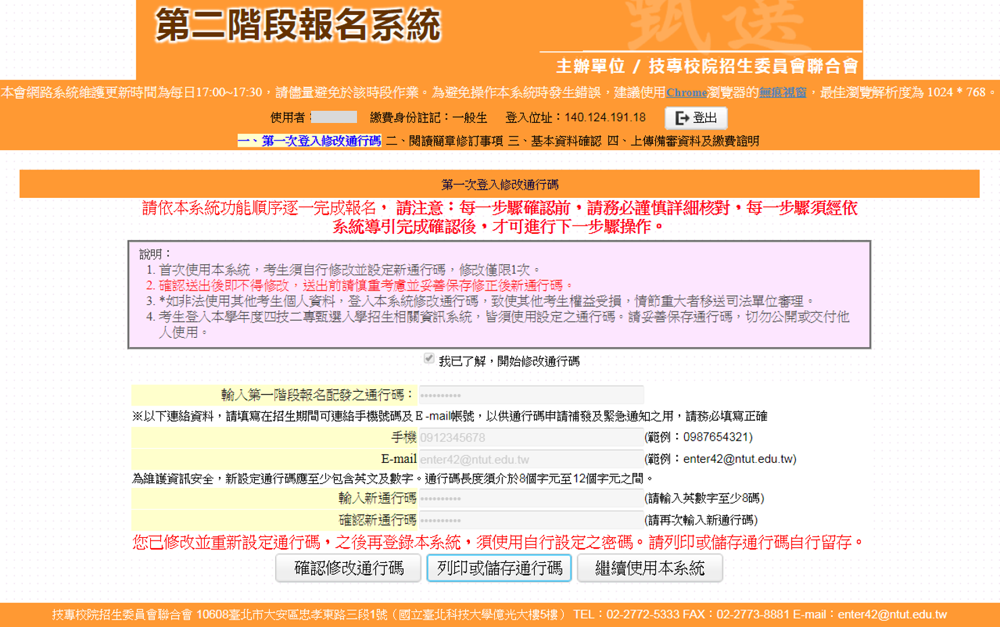 甄選
第二階段報名系統
主辦單位 / 技專校院招生委員會聯合會
本會網路系統維護更新時間為每日17:00~17:30，請儘量避免於該時段作業。為避免操作本系統時發生錯誤，建議使用Chrome瀏覽器的無痕視窗，最佳瀏覽解析度為 1024 * 768。
使用者： 繳費身份註記：一般生 登入位址：140.124.191.18 登出
一、第一次登入修改通行碼 二、閱讀簡章修訂事項 三、基本資料確認 四、上傳備審資料及繳費證明
第一次登入修改通行碼
請依本系統功能順序逐一完成報名， 請注意：每一步驟確認前，請務必謹慎詳細核對，每一步驟須經依
系統導引完成確認後，才可進行下一步驟操作。
說明：
1. 首次使用本系統，考生須自行修改並設定新通行碼，修改僅限1次。
2. 確認送出後即不得修改，送出前請慎重考慮並妥善保存修正後新通行碼。
3. *如非法使用其他考生個人資料，登入本系統修改通行碼，致使其他考生權益受損，情節重大者移送司法單位審理。
4. 考生登入本學年度四技二專甄選入學招生相關資訊系統，皆須使用設定之通行碼。請妥善保存通行碼，切勿公開或交付他
人使用。
我已了解，開始修改通行碼
輸入第一階段報名配發之通行碼： ••••••••••
※以下連絡資料，請填寫在招生期間可連絡手機號碼及E-mail帳號，以供通行碼申請補發及緊急通知之用，請務必填寫正確
手機 0912345678 (範例：0987654321)
E-mail enter42@ntut.edu.tw (範例：enter42@ntut.edu.tw)
為維護資訊安全，新設定通行碼應至少包含英文及數字。通行碼長度須介於8個字元至12個字元之間。
輸入新通行碼 •••••••••• (請輸入英數字至少8碼)
確認新通行碼 •••••••••• (請再次輸入新通行碼)
您已修改並重新設定通行碼，之後再登錄本系統，須使用自行設定之密碼。請列印或儲存通行碼自行留存。
確認修改通行碼 列印或儲存通行碼 繼續使用本系統
技專校院招生委員會聯合會 10608臺北市大安區忠孝東路三段1號（國立臺北科技大學億光大樓5樓） TEL：02-2772-5333 FAX：02-2773-8881 E-mail：enter42@ntut.edu.tw